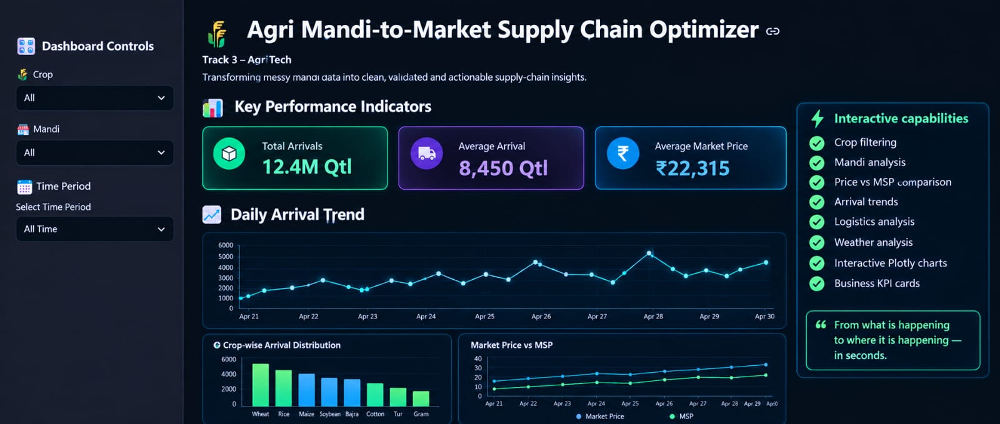 Dashboard Controls
Crop
All
Mandi
All
Time Period
Select Time Period
All Time
Agri Mandi-to-Market Supply Chain Optimizer
Track 3 – AgriTech
Transforming messy mandi data into clean, validated and actionable supply-chain insights.
Key Performance Indicators
Total Arrivals
12.4M Qtl
Average Arrival
8,450 Qtl
₹
Average Market Price
₹22,315
Daily Arrival Trend
6000
5000
4000
3000
2000
1000
0
Apr 21 Apr 22 Apr 23 Apr 24 Apr 25 Apr 26 Apr 27 Apr 28 Apr 29 Apr 30
Crop-wise Arrival Distribution
6000
4000
2000
0
Wheat Rice Maize Soybean Bajra Cotton Tur Gram
Market Price vs MSP
40
30
20
10
0
Apr 21 Apr 22 Apr 23 Apr 24 Apr 25 Apr 26 Apr 27 Apr 28 Apr 29
Market Price MSP
Interactive capabilities
Crop filtering
Mandi analysis
Price vs MSP comparison
Arrival trends
Logistics analysis
Weather analysis
Interactive Plotly charts
Business KPI cards
“ From what is happening
to where it is happening —
in seconds.